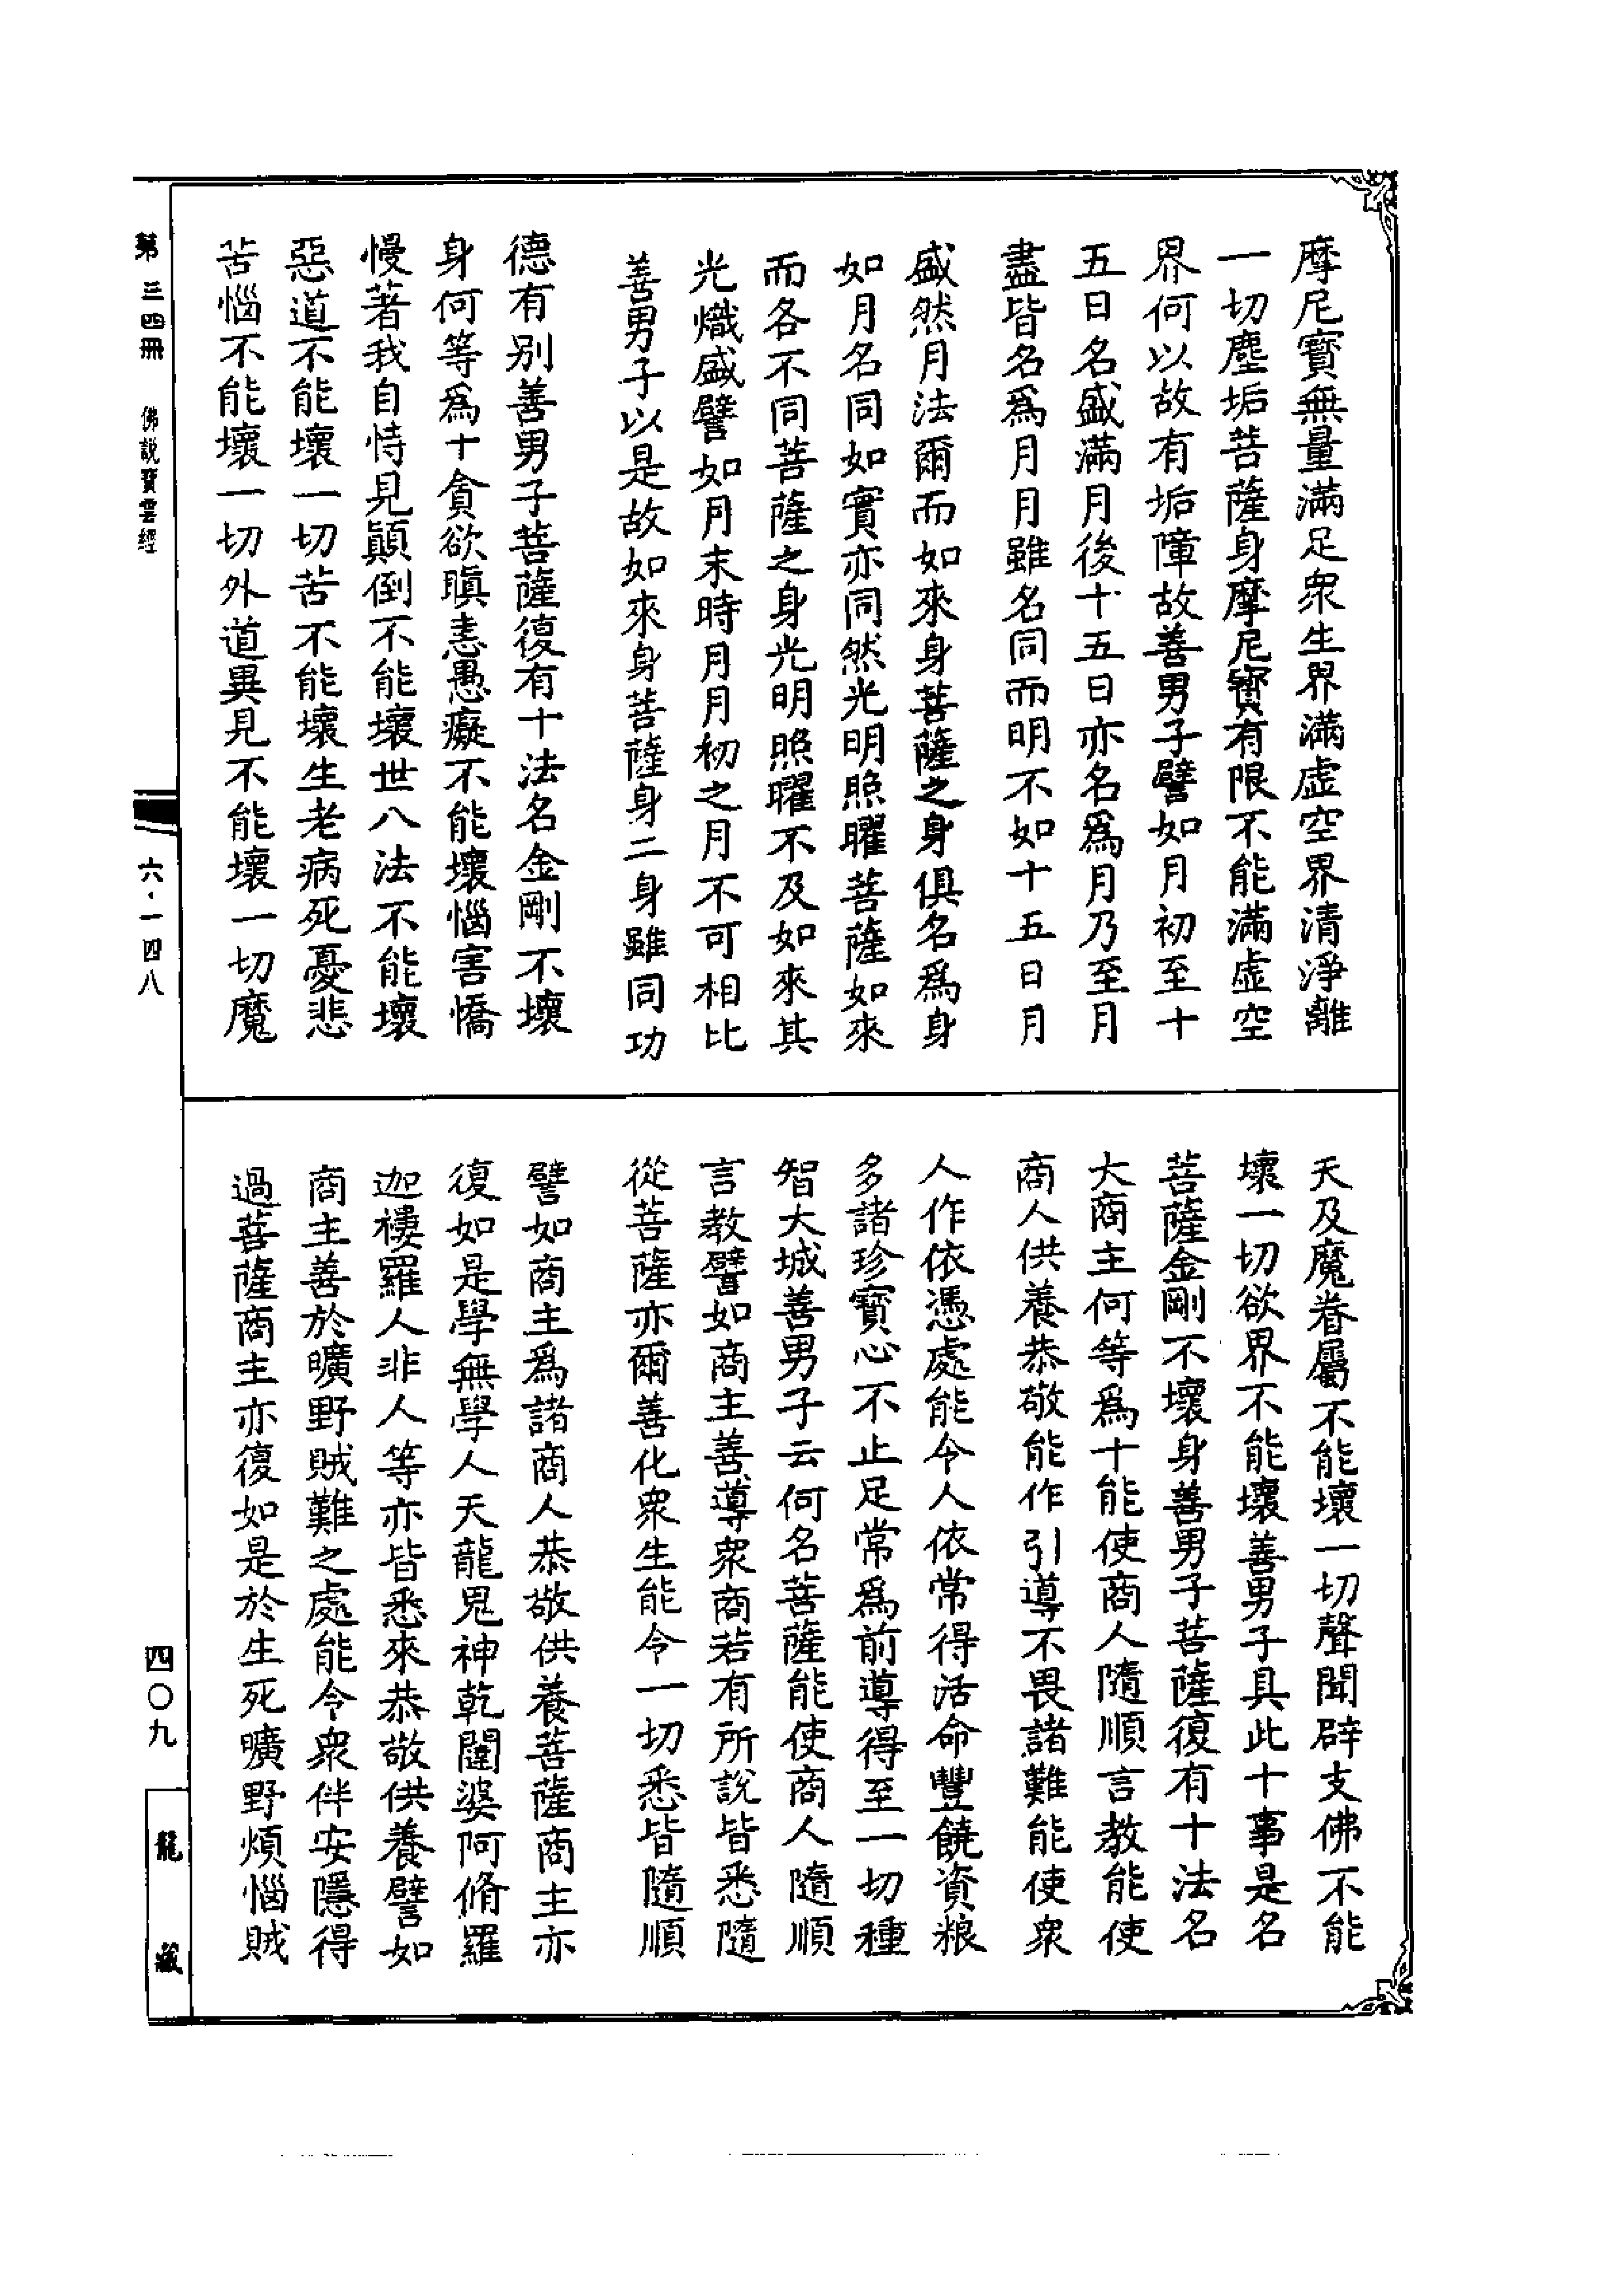 摩尼寶無量滿足衆生界滿虛空界清淨離
一切塵垢菩薩身摩尼寶有限不能滿虛空
界何以故有垢障故善男子譬如月初至十
五日名盛滿月後十五日亦名爲月乃至月
盡皆名爲月月雖名同而明不如十五日月
盛然月法爾而如來身菩薩之身俱名爲身
如月名同如實亦同然光明照曜菩薩如來
而各不同菩薩之身光明照曜不及如來其
光熾盛譬如月末時月月初之月不可相比
善男子以是故如來身菩薩身二身雖同功
德有别善男子菩薩復有十法名金剛不壞
身何等爲十貪欲瞋恚愚癡不能壞惱害憍
慢著我自恃見顛倒不能壞世八法不能壞
惡道不能壞一切苦不能壞生老病死憂悲
苦惱不能壞一切外道異見不能壞一切魔
天及魔眷屬不能壞一切聲聞辟支佛不能
壞一切欲界不能壞善男子具此十事是名
菩薩金剛不壞身善男子菩薩復有十法名
大商主何等爲十能使商人隨順言教能使
商人供養恭敬能作引導不畏諸難能使衆
人作依憑處能令人依常得活命豐饒資粮
多諸珍寶心不止足常爲前導得至一切種
智大城善男子云何名菩薩能使商人隨順
言教譬如商主善導衆商若有所說皆悉隨
從菩薩亦爾善化衆生能令一切悉皆隨順
譬如商主爲諸商人恭敬供養菩薩商主亦
復如是學無學人天龍鬼神乾闥婆阿脩羅
迦樓羅人非人等亦皆悉來恭敬供養譬如
商主善於曠野賊難之處能令衆伴安隱得
過菩薩商主亦復如是於生死曠野煩惱賊
第三四冊 佛說寶雲經
六·一四八
四〇九
龍藏